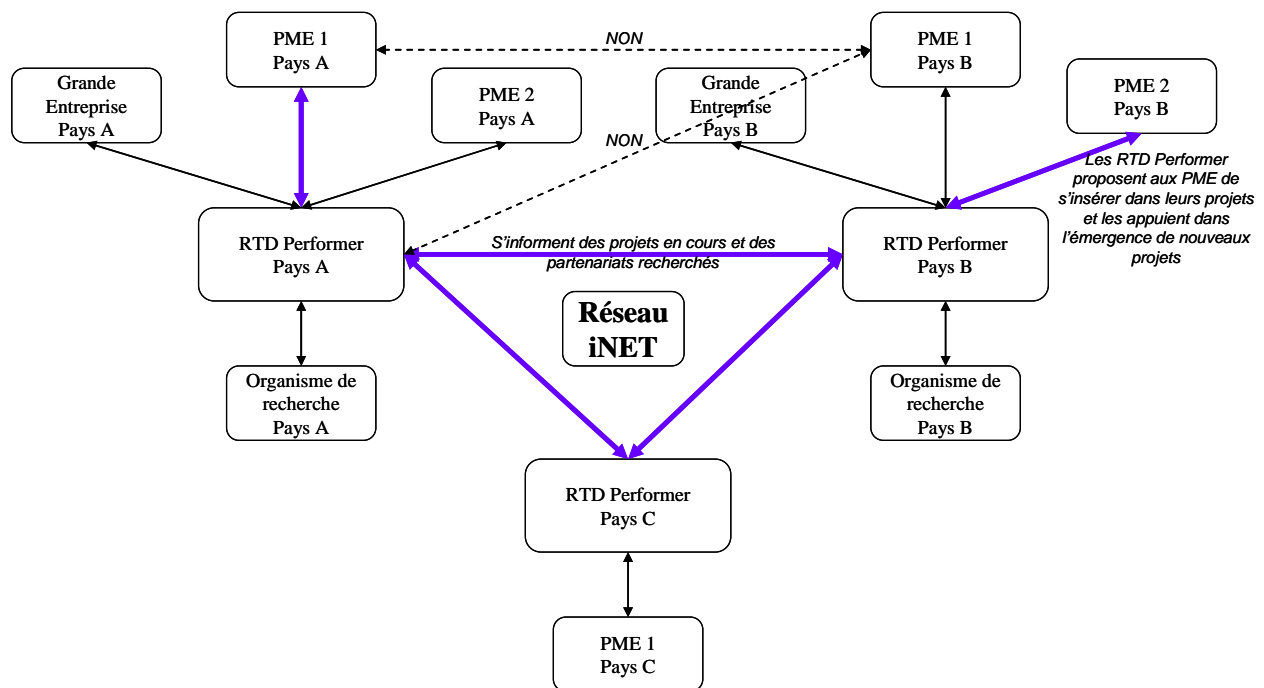 PME 1
Pays A
NON
PME 1
Pays B
Grande
Entreprise
Pays A
PME 2
Pays A
Grande
Entreprise
Pays B
PME 2
Pays B
NON
Les RTD Performer
proposent aux PME de
s'insérer dans leurs projets
et les appuient dans
l'émergence de nouveaux
projets
RTD Performer
Pays A
S'informent des projets en cours et des
partenariats recherchés
RTD Performer
Pays B
Réseau
iNET
Organisme de
recherche
Pays A
Organisme de
recherche
Pays B
RTD Performer
Pays C
PME 1
Pays C